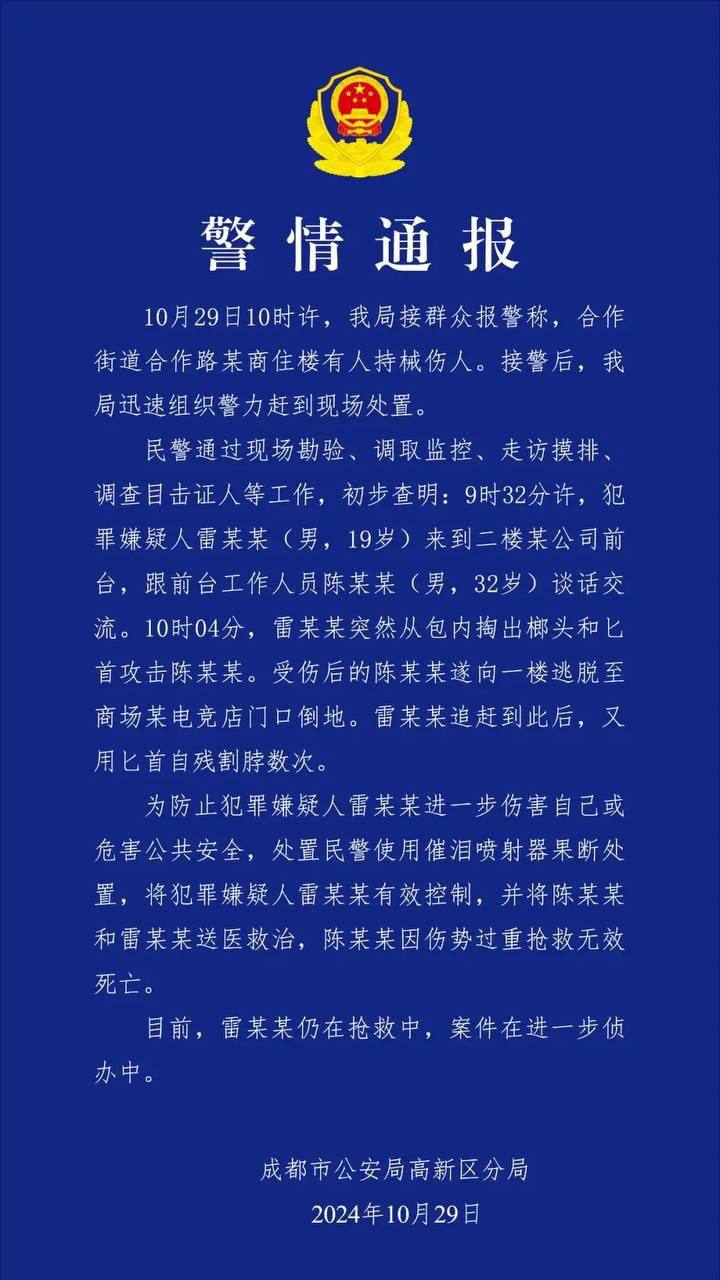 警情通报
10月29日10时许，我局接群众报警称，合作
街道合作路某商住楼有人持械伤人。接警后，我
局迅速组织警力赶到现场处置。
民警通过现场勘验、调取监控、走访摸排、
调查目击证人等工作，初步查明：9时32分许，犯
罪嫌疑人雷某某（男，19岁）来到二楼某公司前
台，跟前台工作人员陈某某（男，32岁）谈话交
流。10时04分，雷某某突然从包内掏出榔头和匕
首攻击陈某某。受伤后的陈某某遂向一楼逃脱至
商场某电竞店门口倒地。雷某某追赶到此后，又
用匕首自残割脖数次。
为防止犯罪嫌疑人雷某某进一步伤害自己或
危害公共安全，处置民警使用催泪喷射器果断处
置，将犯罪嫌疑人雷某某有效控制，并将陈某某
和雷某某送医救治，陈某某因伤势过重抢救无效
死亡。
目前，雷某某仍在抢救中，案件在进一步侦
办中。
成都市公安局高新区分局
2024年10月29日